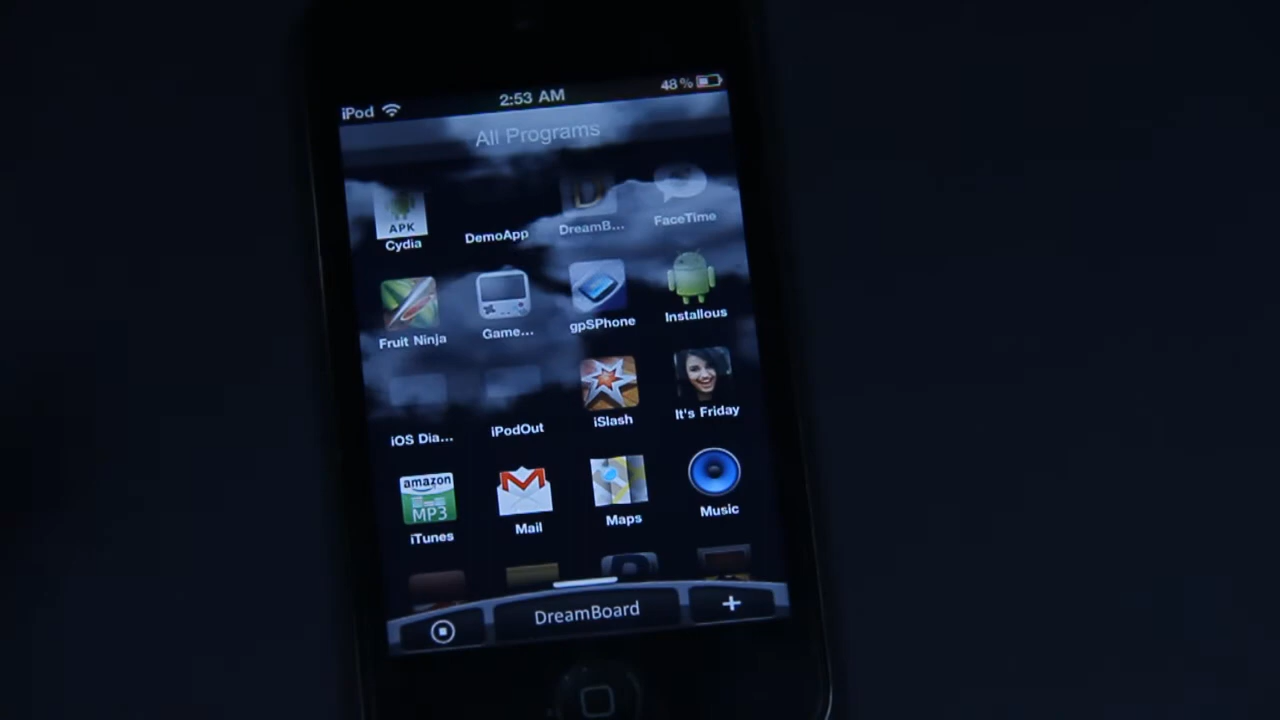 iPod 2:53 AM 48%
All Programs
APK
Cydia DemoApp DreamB... FaceTime
Fruit Ninja Game... gpSPhone Installous
iOS Dia... iPodOut iSlash It's Friday
amazon
MP3
iTunes Mail Maps Music
DreamBoard